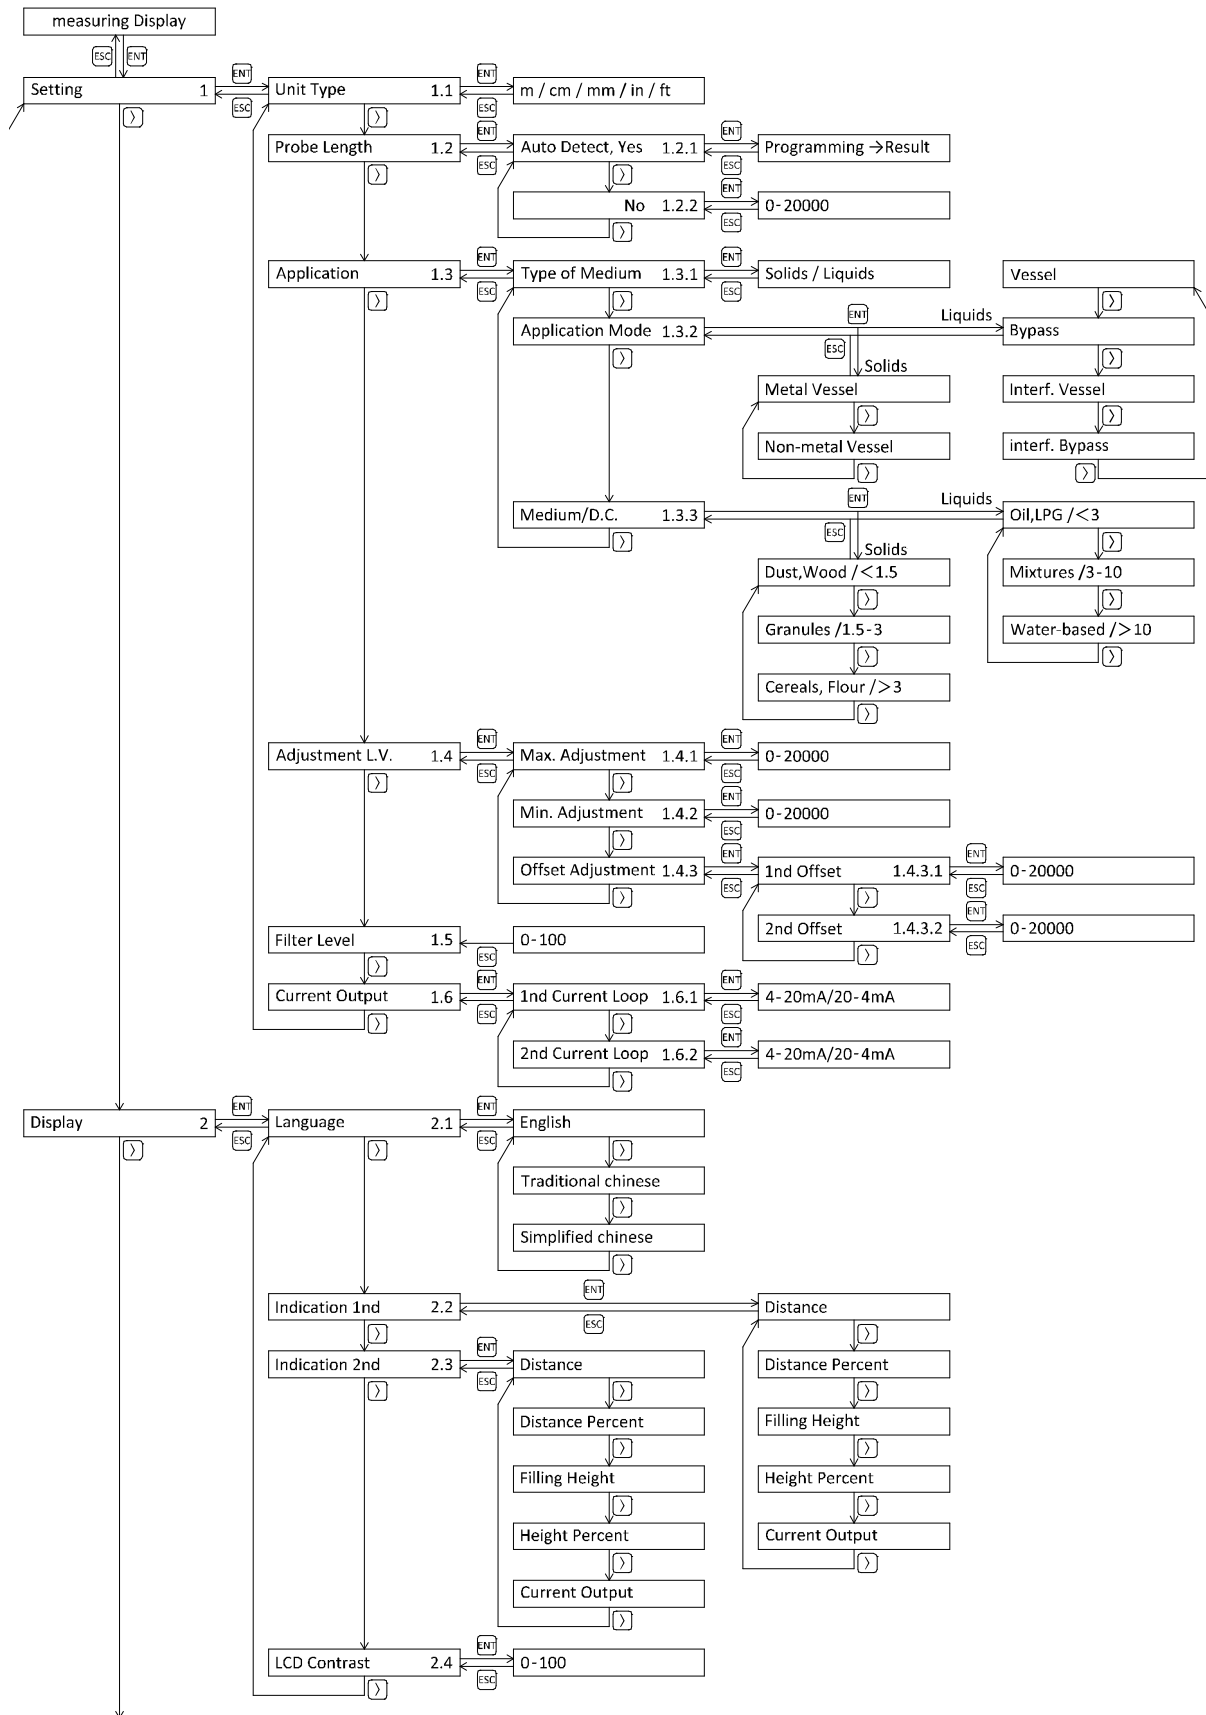 measuring Display
ESC ENT
Setting 1
ENT
ESC
Unit Type 1.1
ENT
ESC
m / cm / mm / in / ft
Probe Length 1.2
ENT
ESC
Auto Detect, Yes 1.2.1
ENT
ESC
Programming →Result
No 1.2.2
ENT
ESC
0-20000
Application 1.3
ENT
ESC
Type of Medium 1.3.1
ENT
ESC
Solids / Liquids
Application Mode 1.3.2
ENT
ESC
Liquids
Solids
Vessel
Bypass
Interf. Vessel
interf. Bypass
Metal Vessel
Non-metal Vessel
Medium/D.C. 1.3.3
ENT
ESC
Liquids
Solids
Oil,LPG /<3
Mixtures /3-10
Water-based />10
Dust,Wood /<1.5
Granules /1.5-3
Cereals, Flour />3
Adjustment L.V. 1.4
ENT
ESC
Max. Adjustment 1.4.1
ENT
ESC
0-20000
Min. Adjustment 1.4.2
ENT
ESC
0-20000
Offset Adjustment 1.4.3
ENT
ESC
1nd Offset 1.4.3.1
ENT
ESC
0-20000
2nd Offset 1.4.3.2
ENT
ESC
0-20000
Filter Level 1.5
ESC
0-100
Current Output 1.6
ENT
ESC
1nd Current Loop 1.6.1
ENT
ESC
4-20mA/20-4mA
2nd Current Loop 1.6.2
ENT
ESC
4-20mA/20-4mA
Display 2
ENT
ESC
Language 2.1
ENT
ESC
English
Traditional chinese
Simplified chinese
Indication 1nd 2.2
ENT
ESC
Distance
Distance Percent
Filling Height
Height Percent
Current Output
Indication 2nd 2.3
ENT
ESC
Distance
Distance Percent
Filling Height
Height Percent
Current Output
LCD Contrast 2.4
ENT
ESC
0-100